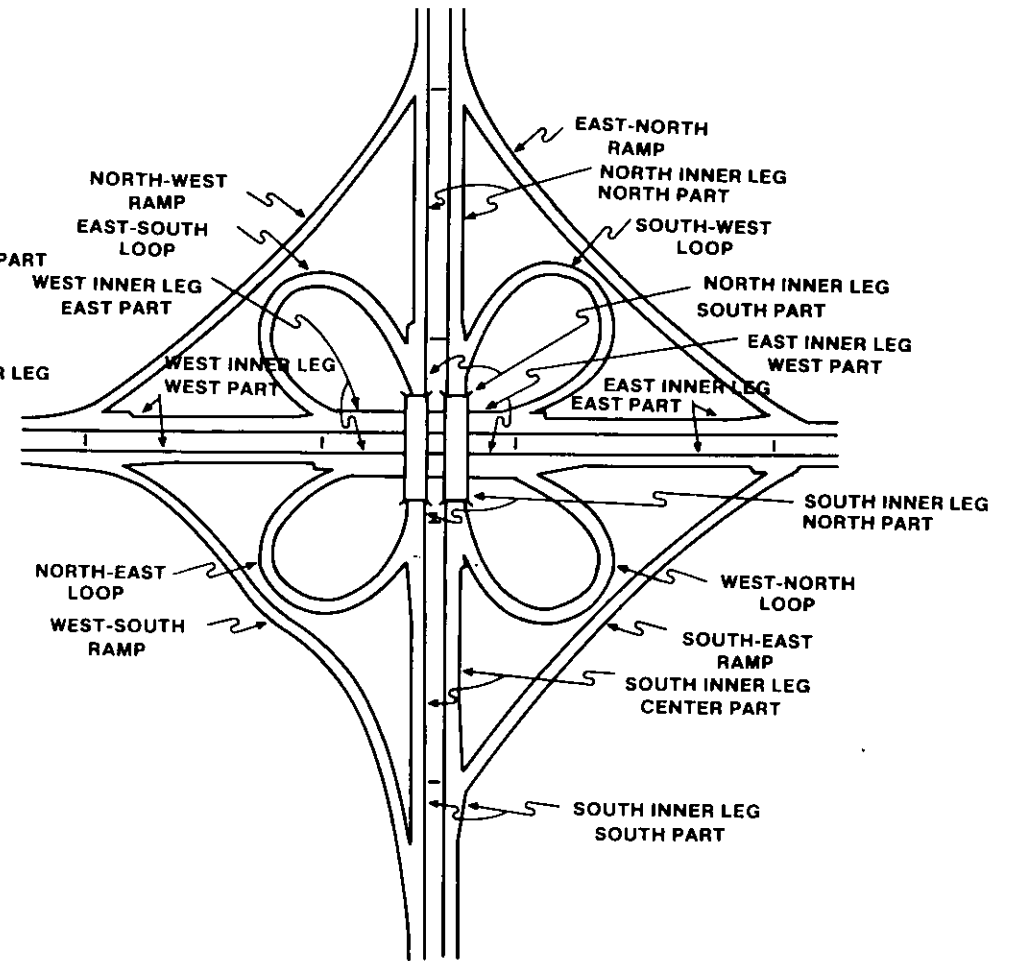 EAST-NORTH
RAMP
NORTH INNER LEG
NORTH PART
NORTH-WEST
RAMP
EAST-SOUTH
LOOP
SOUTH-WEST
LOOP
PART
WEST INNER LEG
EAST PART
NORTH INNER LEG
SOUTH PART
EAST INNER LEG
WEST PART
R LEG
WEST INNER LEG
WEST PART
EAST INNER LEG
EAST PART
SOUTH INNER LEG
NORTH PART
NORTH-EAST
LOOP
WEST-NORTH
LOOP
WEST-SOUTH
RAMP
SOUTH-EAST
RAMP
SOUTH INNER LEG
CENTER PART
SOUTH INNER LEG
SOUTH PART